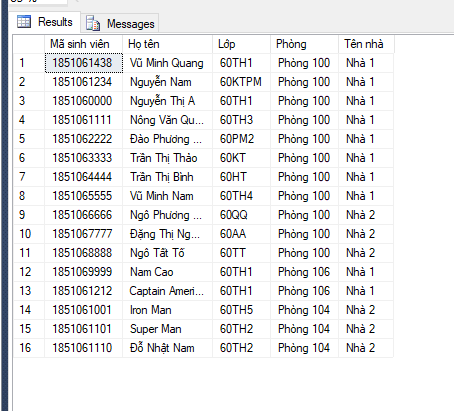 Results Messages
Mã sinh viên Họ tên Lớp Phòng Tên nhà
1 1851061438 Vũ Minh Quang 60TH1 Phòng 100 Nhà 1
2 1851061234 Nguyễn Nam 60KTPM Phòng 100 Nhà 1
3 1851060000 Nguyễn Thị A 60TH1 Phòng 100 Nhà 1
4 1851061111 Nông Văn Qu... 60TH3 Phòng 100 Nhà 1
5 1851062222 Đào Phương ... 60PM2 Phòng 100 Nhà 1
6 1851063333 Trần Thị Thảo 60KT Phòng 100 Nhà 1
7 1851064444 Trần Thị Bình 60HT Phòng 100 Nhà 1
8 1851065555 Vũ Minh Nam 60TH4 Phòng 100 Nhà 1
9 1851066666 Ngô Phương ... 60QQ Phòng 100 Nhà 2
10 1851067777 Đặng Thị Ng... 60AA Phòng 100 Nhà 2
11 1851068888 Ngô Tất Tố 60TT Phòng 100 Nhà 2
12 1851069999 Nam Cao 60TH1 Phòng 106 Nhà 1
13 1851061212 Captain Ameri... 60TH1 Phòng 106 Nhà 1
14 1851061001 Iron Man 60TH5 Phòng 104 Nhà 2
15 1851061101 Super Man 60TH2 Phòng 104 Nhà 2
16 1851061110 Đỗ Nhật Nam 60TH2 Phòng 104 Nhà 2